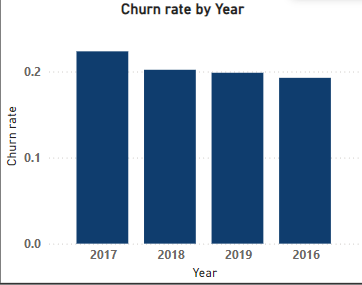 Churn rate by Year
0.2
0.1
0.0
Churn rate
2017 2018 2019 2016
Year